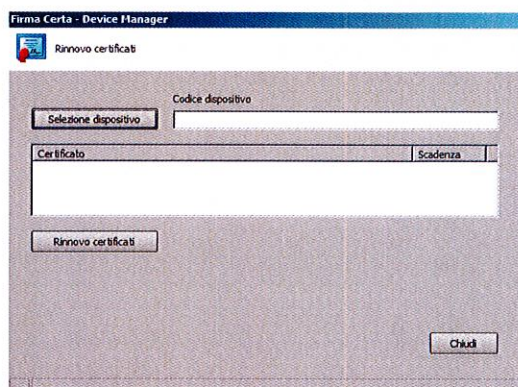 Firma Certa - Device Manager
Rinnovo certificati
Codice dispositivo
Selezione dispositivo
Certificato Scadenza
Rinnovo certificati
Chiudi